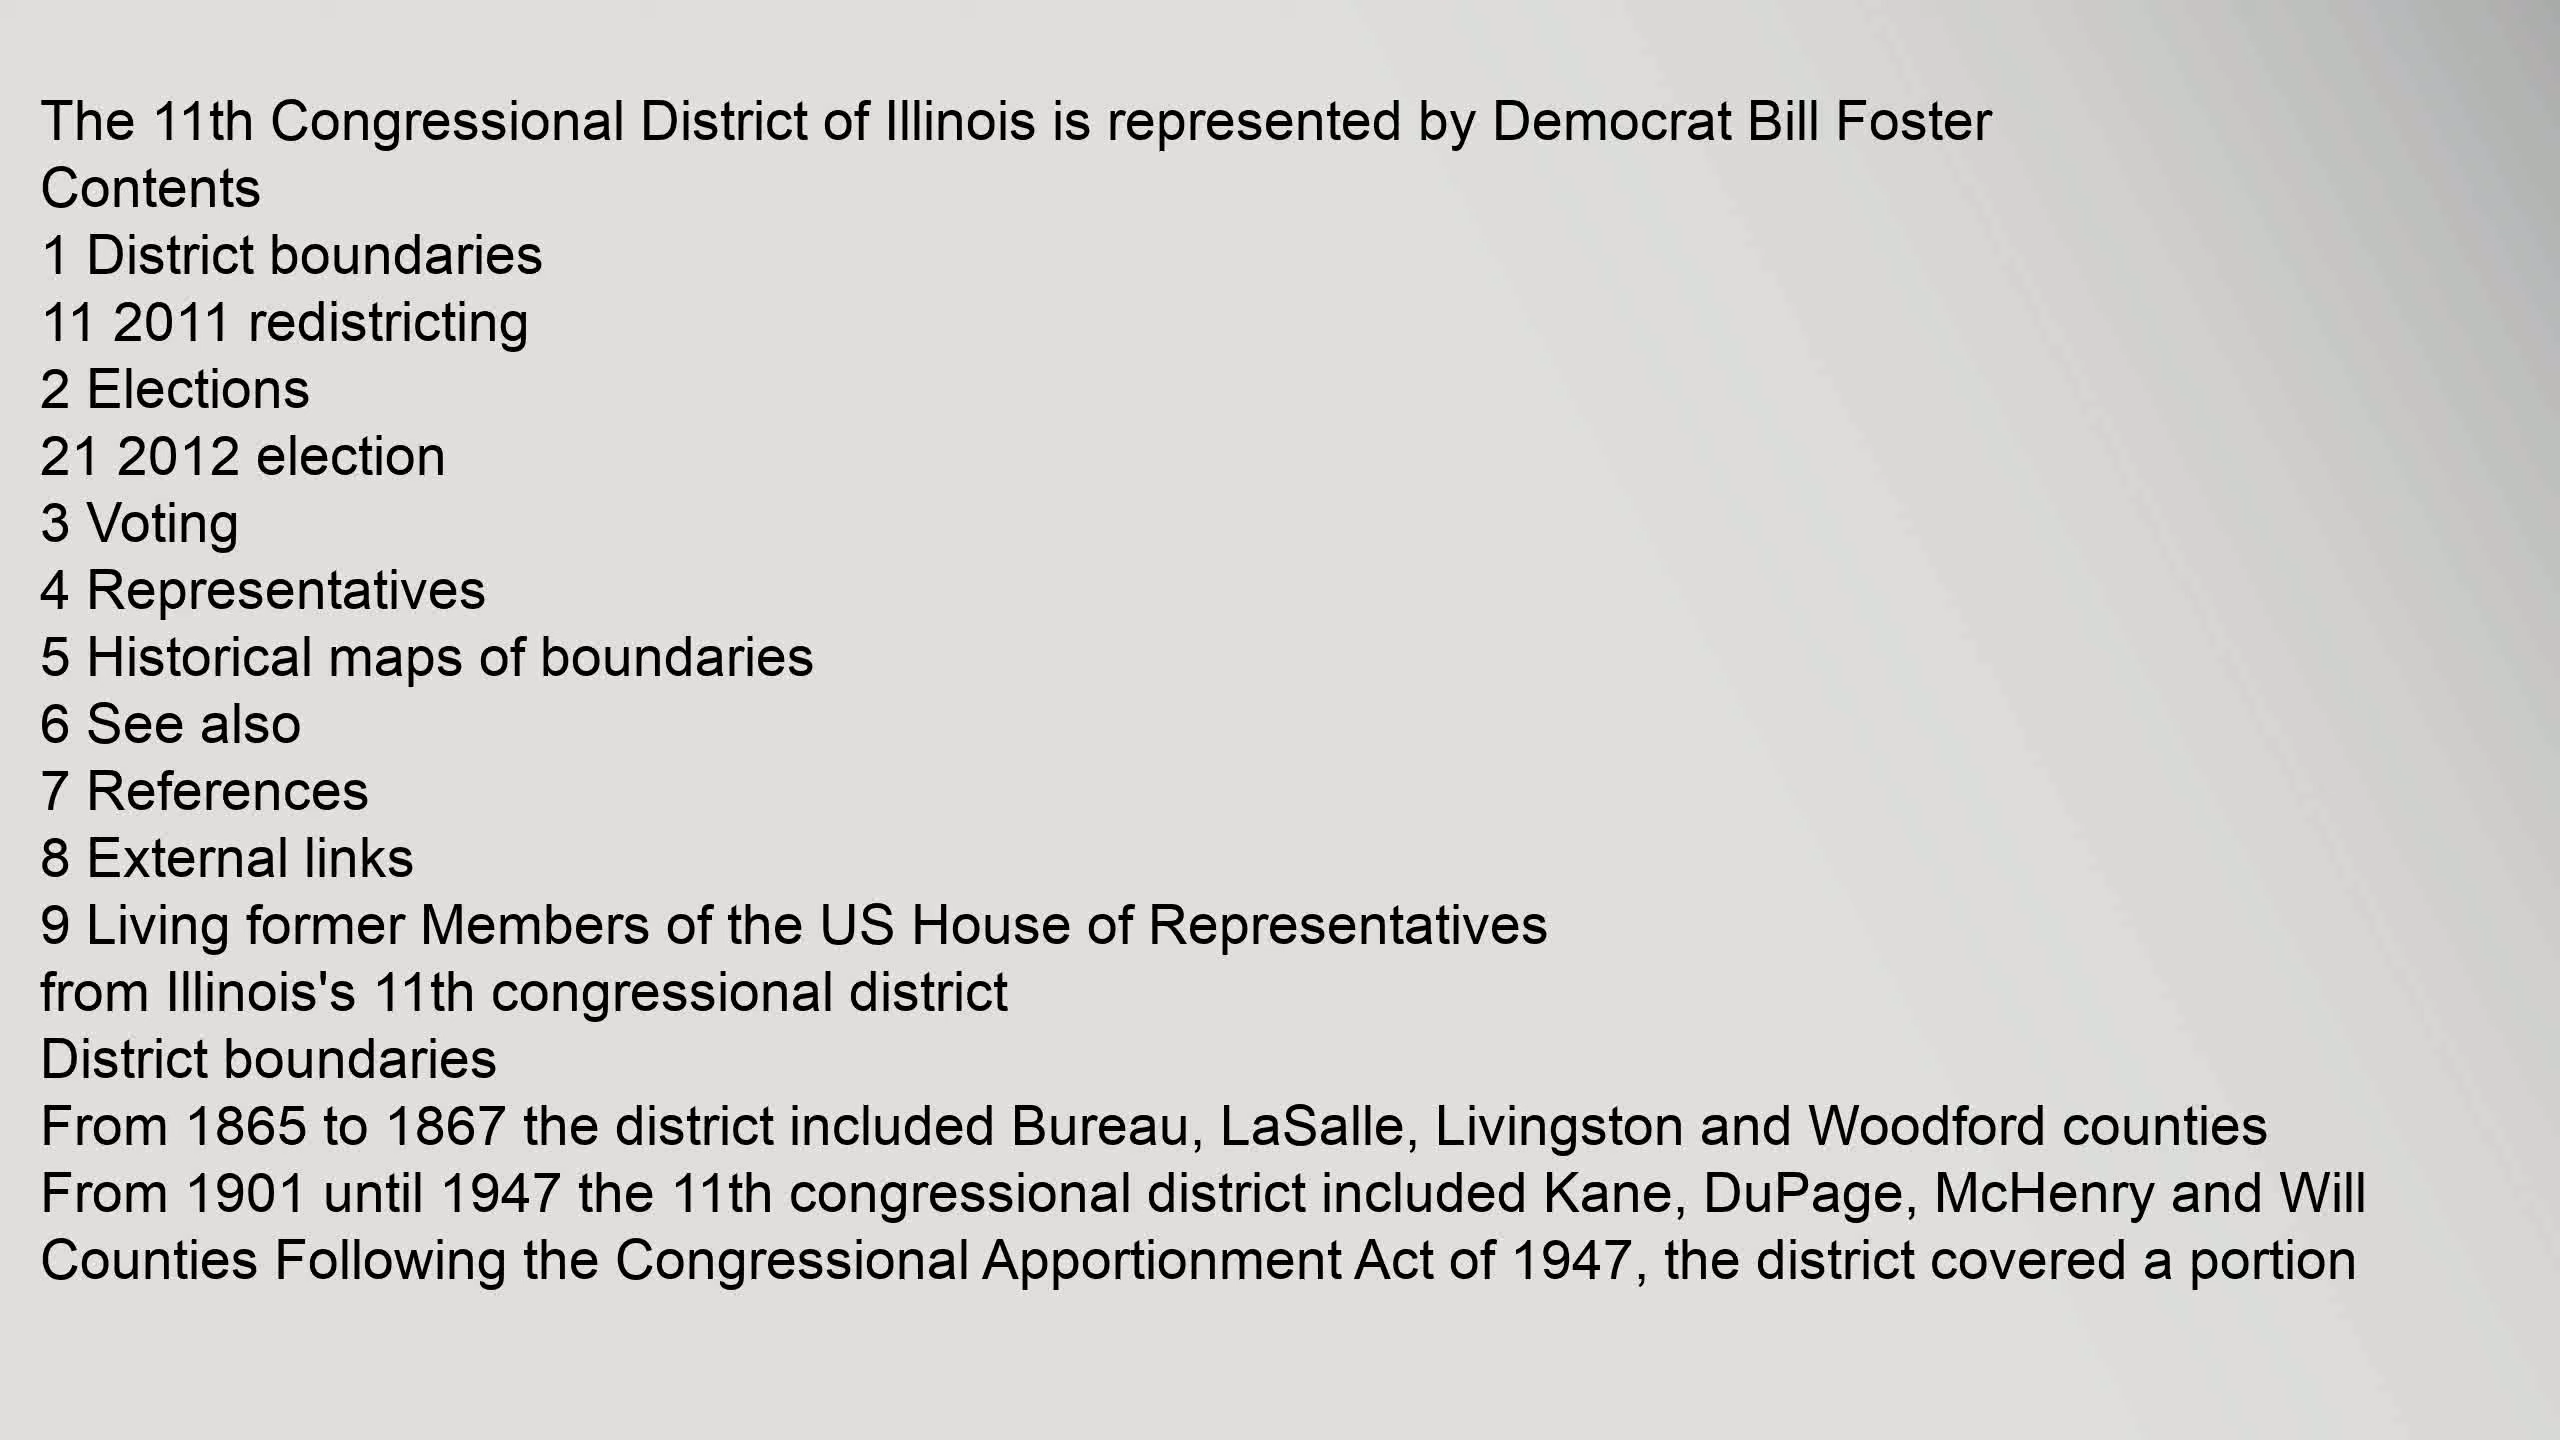 The 11th Congressional District of Illinois is represented by Democrat Bill Foster
Contents
1 District boundaries
11 2011 redistricting
2 Elections
21 2012 election
3 Voting
4 Representatives
5 Historical maps of boundaries
6 See also
7 References
8 External links
9 Living former Members of the US House of Representatives
from Illinois's 11th congressional district
District boundaries
From 1865 to 1867 the district included Bureau, LaSalle, Livingston and Woodford counties
From 1901 until 1947 the 11th congressional district included Kane, DuPage, McHenry and Will
Counties Following the Congressional Apportionment Act of 1947, the district covered a portion